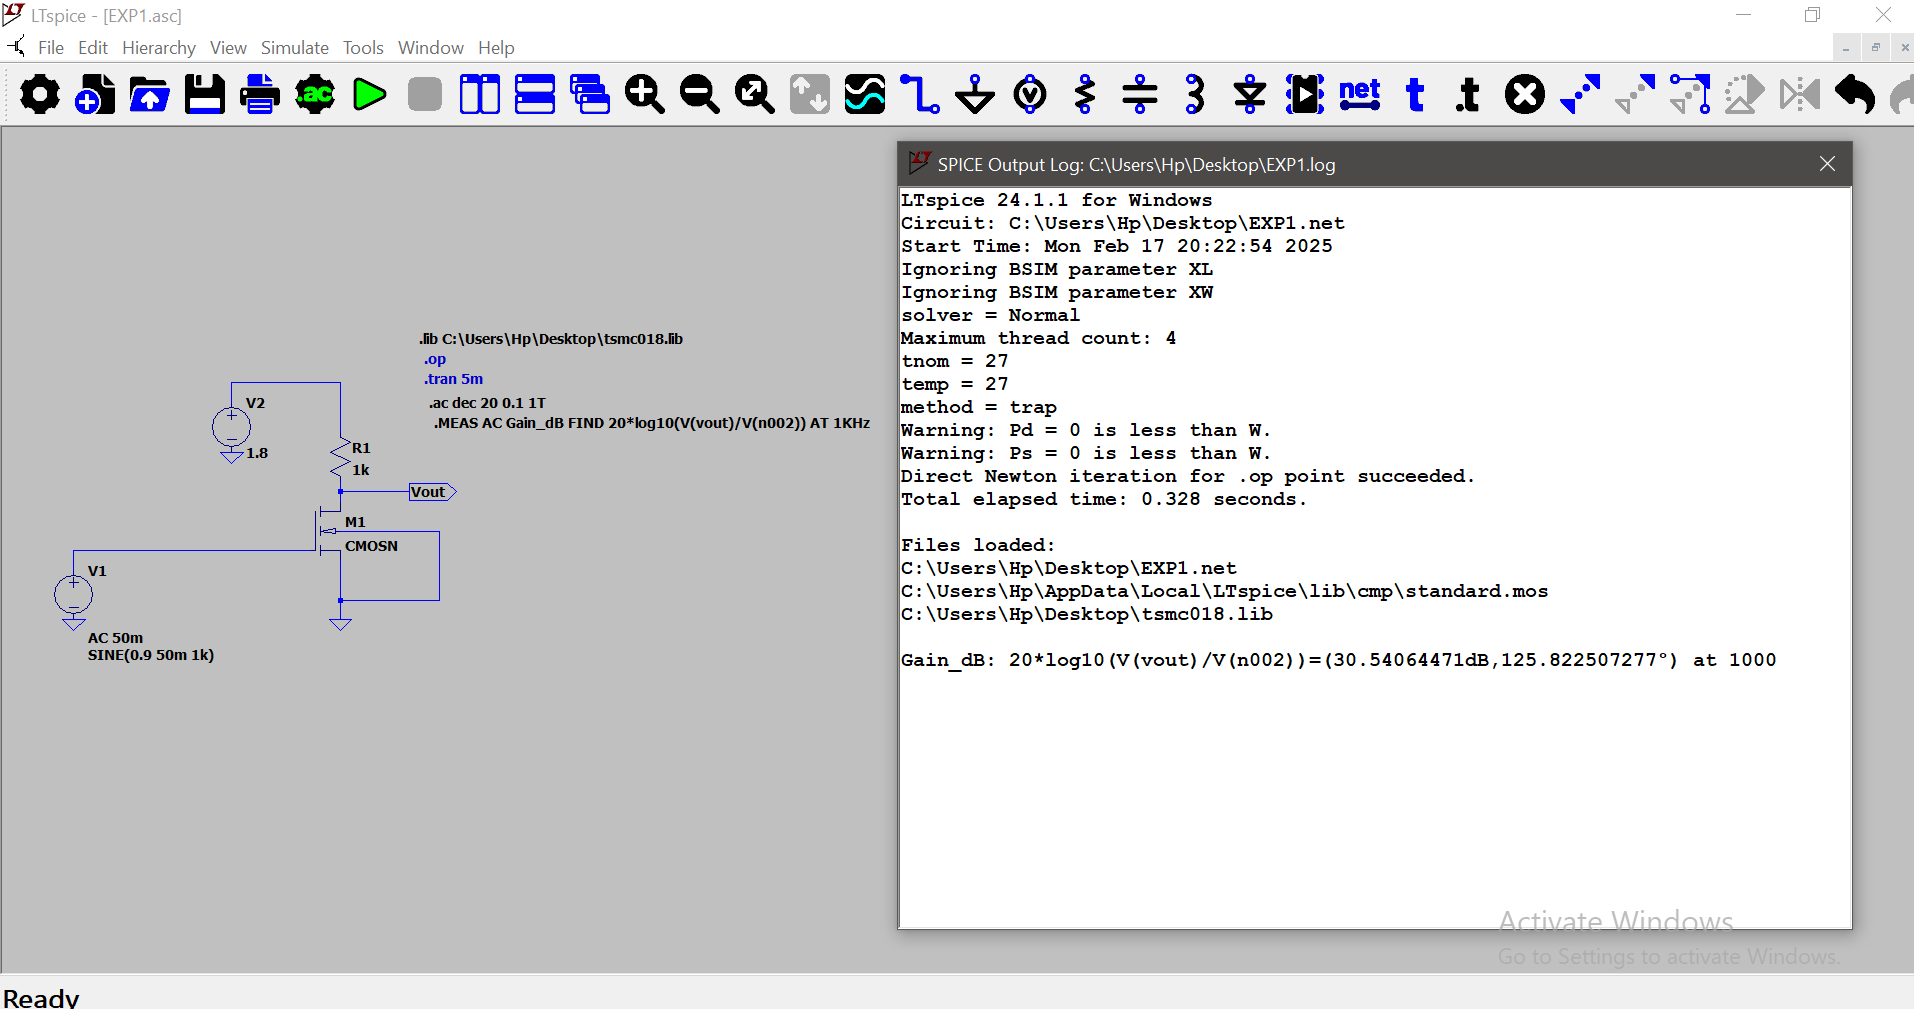 LTspice - [EXP1.asc]
File Edit Hierarchy View Simulate Tools Window Help
.ac
net
t
.t
.lib C:\Users\Hp\Desktop\tsmc018.lib
.op
.tran 5m
.ac dec 20 0.1 1T
.MEAS AC Gain_dB FIND 20*log10(V(vout)/V(n002)) AT 1KHz
V2
1.8
R1
1k
Vout
M1
CMOSN
V1
AC 50m
SINE(0.9 50m 1k)
LT
SPICE Output Log: C:\Users\Hp\Desktop\EXP1.log
LTspice 24.1.1 for Windows
Circuit: C:\Users\Hp\Desktop\EXP1.net
Start Time: Mon Feb 17 20:22:54 2025
Ignoring BSIM parameter XL
Ignoring BSIM parameter XW
solver = Normal
Maximum thread count: 4
tnom = 27
temp = 27
method = trap
Warning: Pd = 0 is less than W.
Warning: Ps = 0 is less than W.
Direct Newton iteration for .op point succeeded.
Total elapsed time: 0.328 seconds.
Files loaded:
C:\Users\Hp\Desktop\EXP1.net
C:\Users\Hp\AppData\Local\LTspice\lib\cmp\standard.mos
C:\Users\Hp\Desktop\tsmc018.lib
Gain_dB: 20*log10(V(vout)/V(n002))=(30.54064471dB,125.822507277°) at 1000
Activate Windows
Go to Settings to activate Windows.
Ready